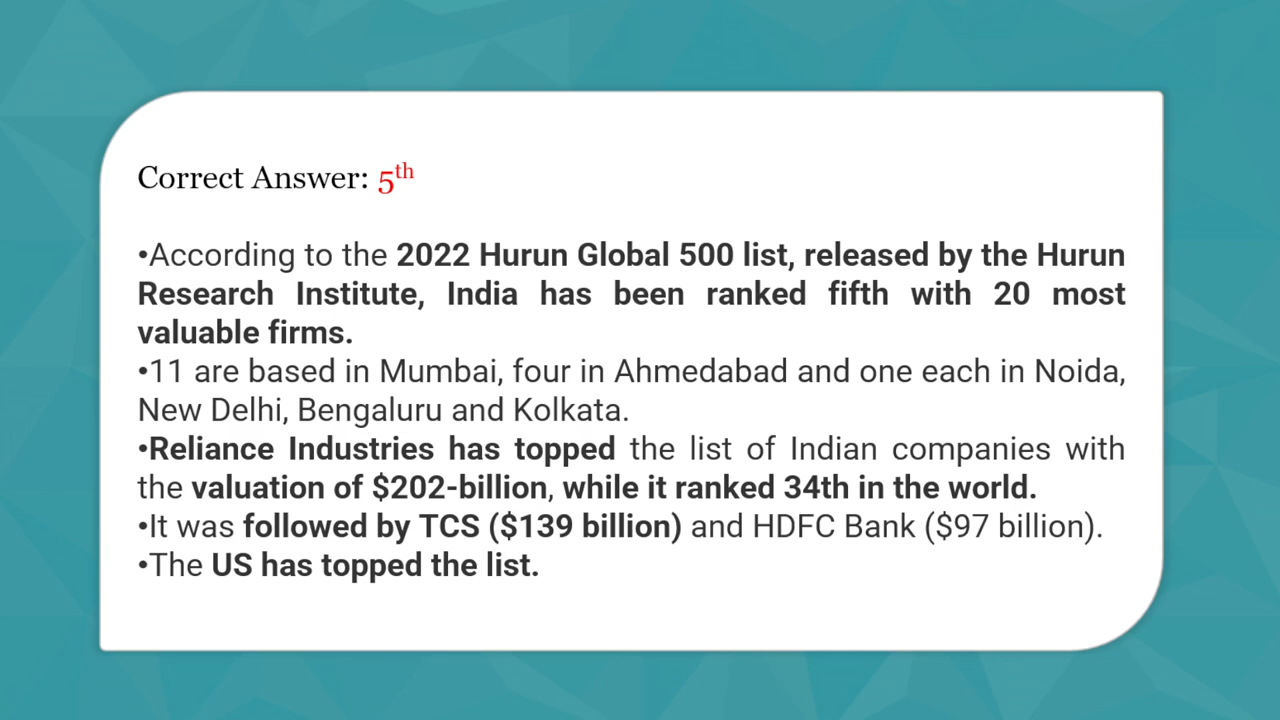 Correct Answer: 5th
•According to the 2022 Hurun Global 500 list, released by the Hurun
Research Institute, India has been ranked fifth with 20 most
valuable firms.
•11 are based in Mumbai, four in Ahmedabad and one each in Noida,
New Delhi, Bengaluru and Kolkata.
•Reliance Industries has topped the list of Indian companies with
the valuation of $202-billion, while it ranked 34th in the world.
•It was followed by TCS ($139 billion) and HDFC Bank ($97 billion).
•The US has topped the list.